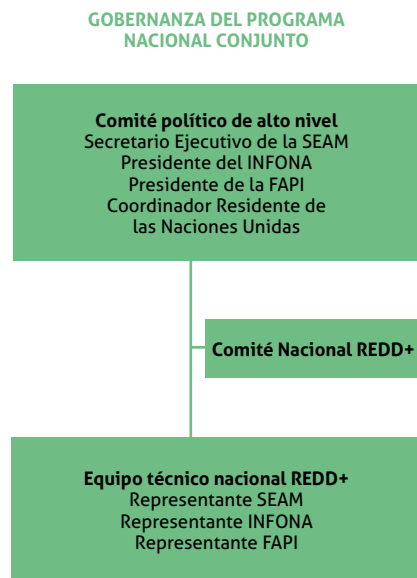 GOBERNANZA DEL PROGRAMA
NACIONAL CONJUNTO
Comité político de alto nivel
Secretario Ejecutivo de la SEAM
Presidente del INFONA
Presidente de la FAPI
Coordinador Residente de
las Naciones Unidas
Comité Nacional REDD+
Equipo técnico nacional REDD+
Representante SEAM
Representante INFONA
Representante FAPI